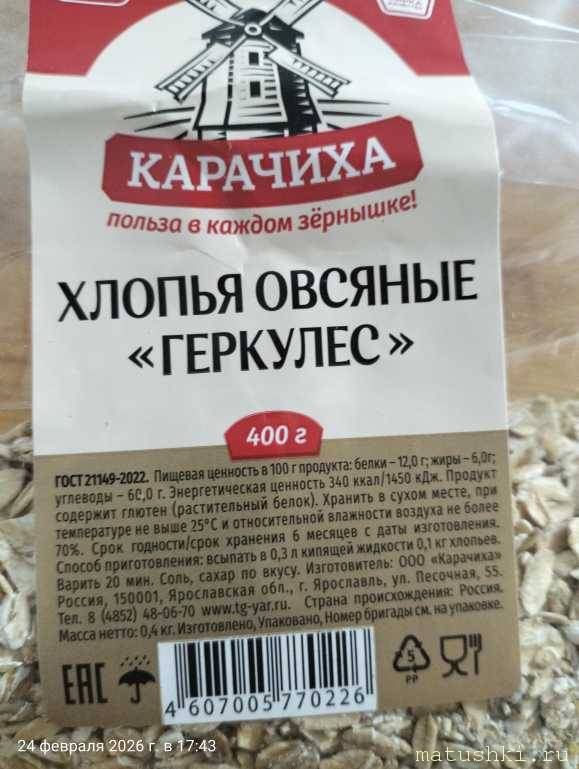 КАРАЧИХА
польза в каждом зёрнышке!
ХЛОПЬЯ ОВСЯНЫЕ
«ГЕРКУЛЕС»
400 г
ГОСТ 21149-2022. Пищевая ценность в 100 г продукта: белки – 12,0 г; жиры – 6,0г;
углеводы – 60,0 г. Энергетическая ценность 340 ккал/1450 кДж. Продукт
содержит глютен (растительный белок). Хранить в сухом месте, при
температуре не выше 25°С и относительной влажности воздуха не более
70%. Срок годности/срок хранения 6 месяцев с даты изготовления.
Способ приготовления: всыпать в 0,3 л кипящей жидкости 0,1 кг хлопьев.
Варить 20 мин. Соль, сахар по вкусу. Изготовитель: ООО «Карачиха»
Россия, 150001, Ярославская обл., г. Ярославль, ул. Песочная, 55.
Тел. 8 (4852) 48-06-70 www.tg-yar.ru. Страна происхождения: Россия.
Масса нетто: 0,4 кг. Изготовлено, Упаковано, Номер бригады см. на упаковке.
ЕАС
5
PP
4 607005 770226
24 февраля 2026 г. в 17:43
matushki.ru